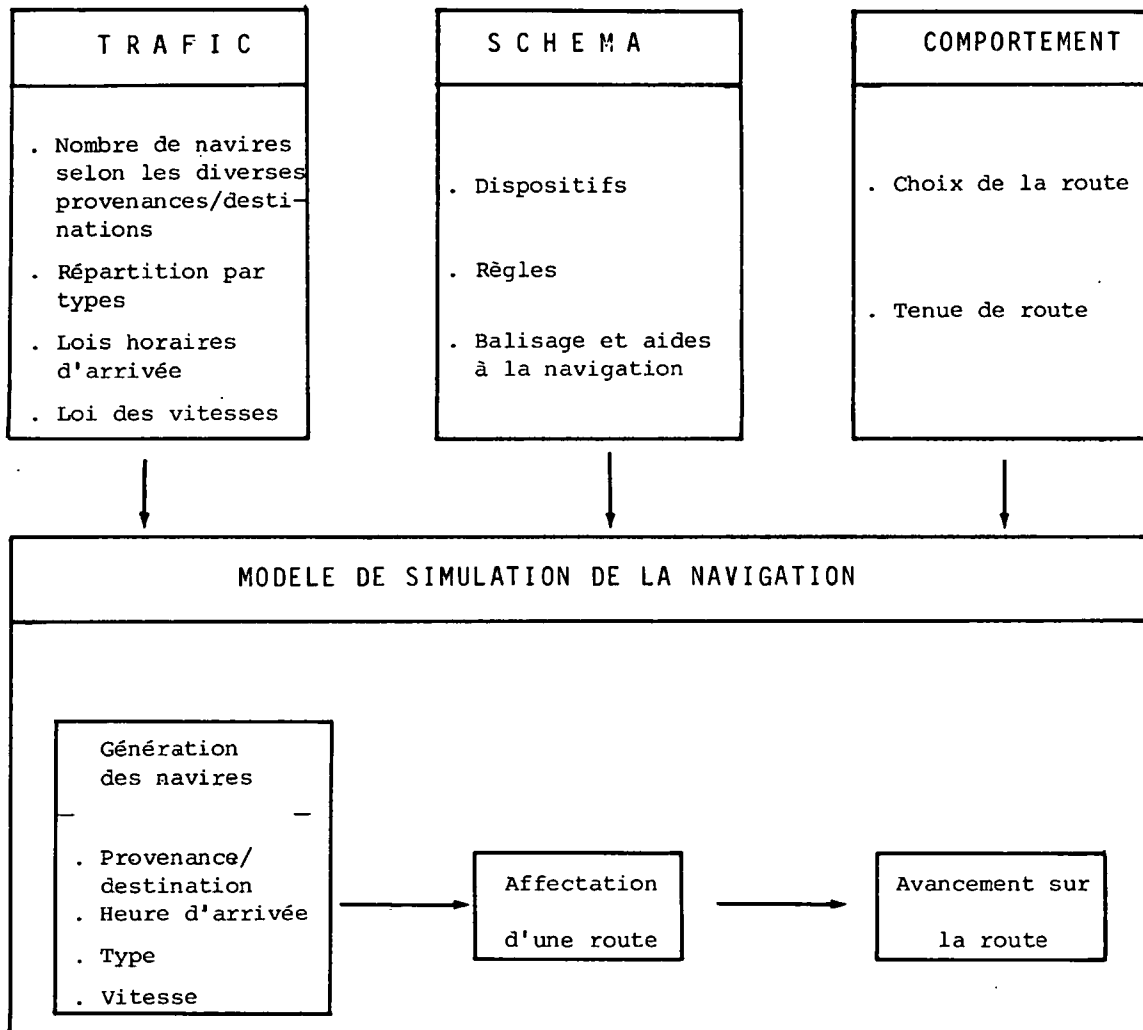 TRAFIC
. Nombre de navires
selon les diverses
provenances/desti-
nations
. Répartition par
types
. Lois horaires
d'arrivée
. Loi des vitesses
SCHEMA
. Dispositifs
. Règles
. Balisage et aides
à la navigation
COMPORTEMENT
. Choix de la route
. Tenue de route
MODELE DE SIMULATION DE LA NAVIGATION
Génération
des navires
. Provenance/
destination
. Heure d'arrivée
. Type
. Vitesse
Affectation
d'une route
Avancement sur
la route